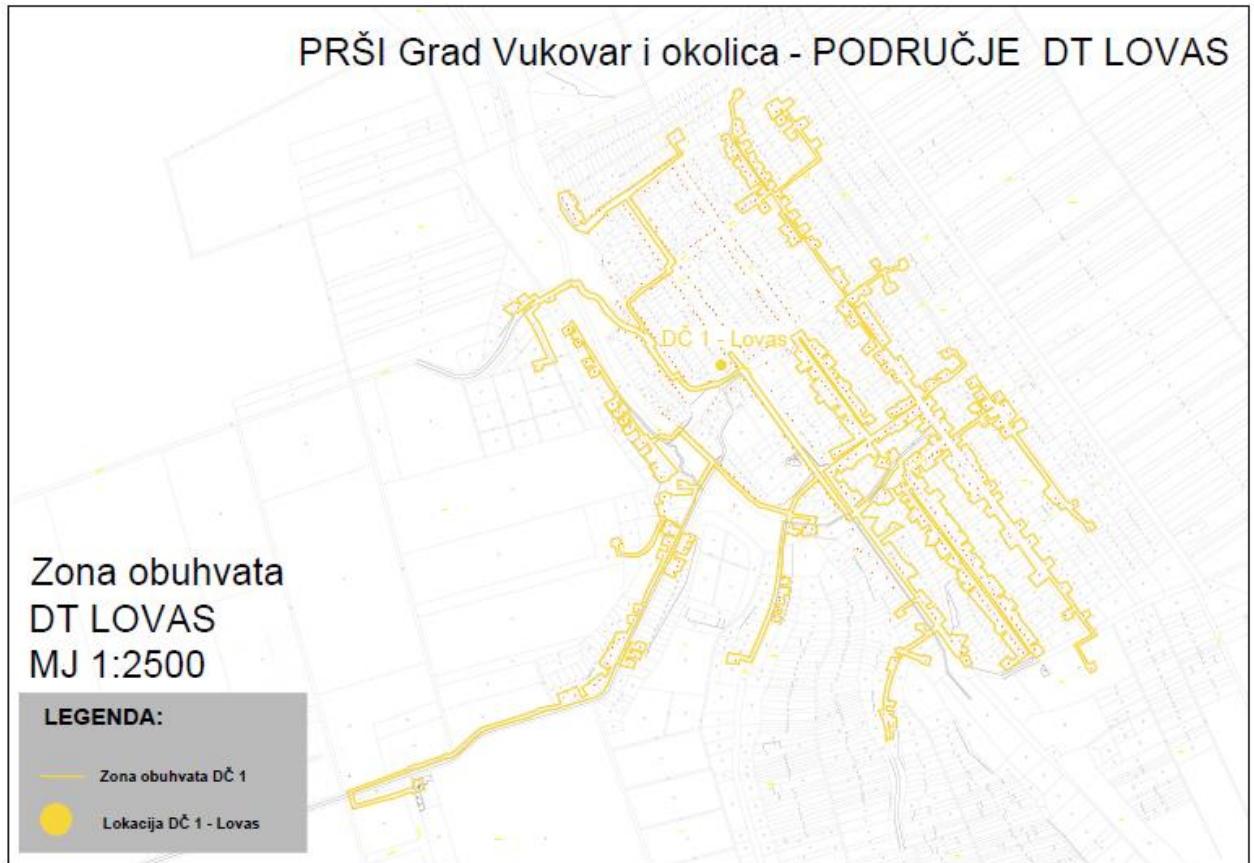 PRŠI Grad Vukovar i okolica - PODRUČJE DT LOVAS
DČ 1 - Lovas
Zona obuhvata
DT LOVAS
MJ 1:2500
LEGENDA:
Zona obuhvata DČ 1
Lokacija DČ 1 - Lovas